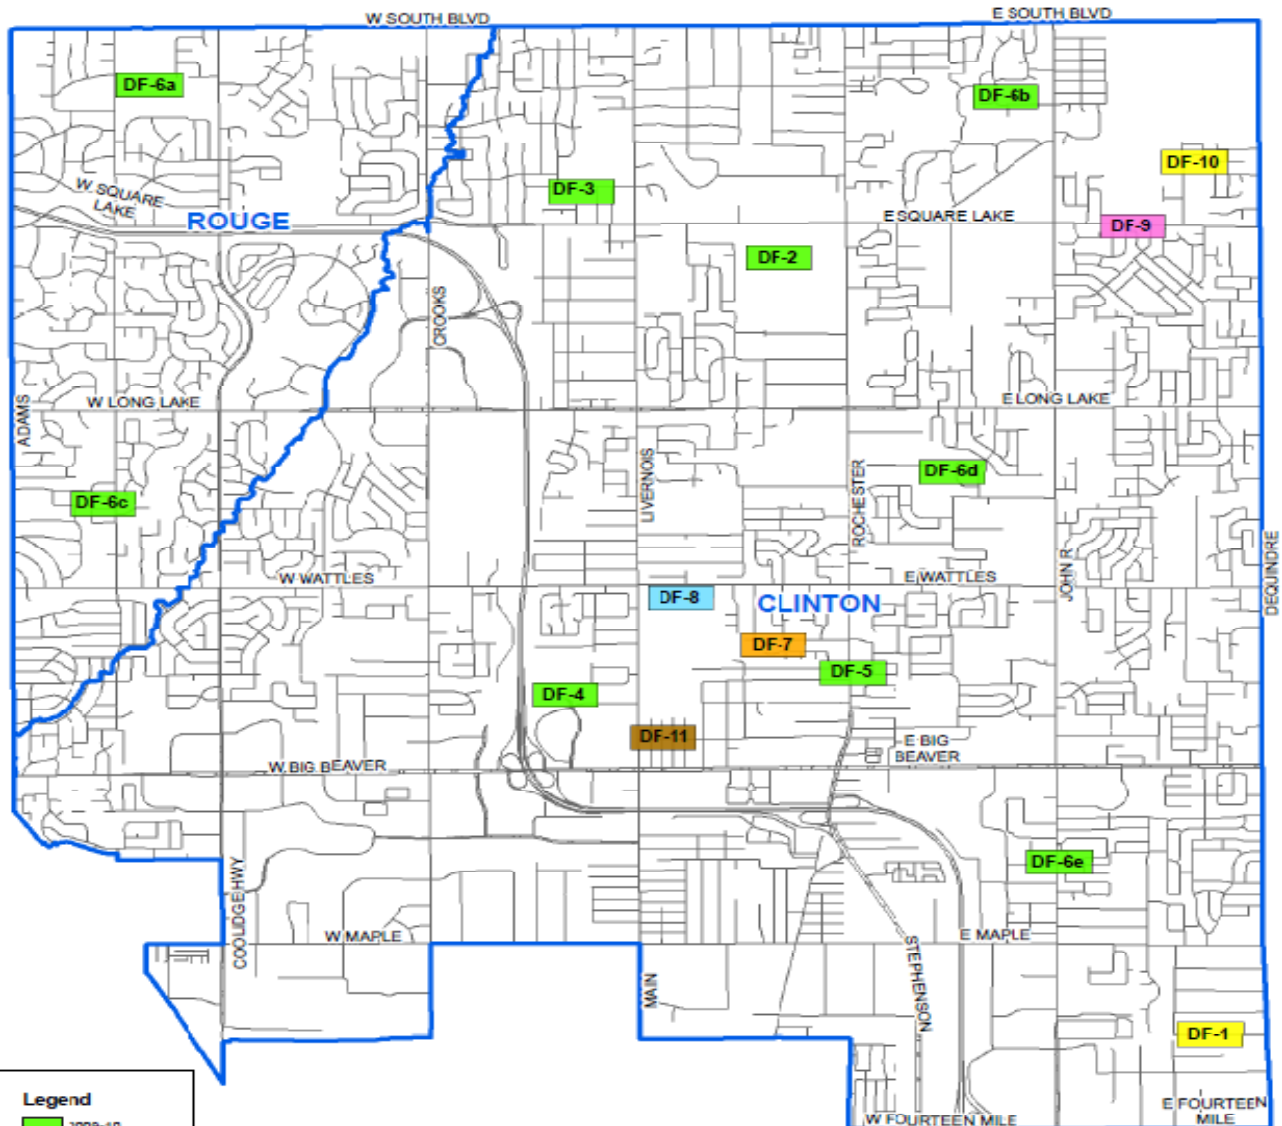 W SOUTH BLVD
E SOUTH BLVD
DF-6a
DF-6b
DF-10
DF-3
W SQUARE
LAKE
ROUGE
E SQUARE LAKE
DF-9
DF-2
CROOKS
W LONG LAKE
E LONG LAKE
ADAMS
LIVERNOIS
ROCHESTER
DF-6d
DF-6c
JOHN R
DEQUINDRE
W WATTLES
E WATTLES
DF-8
CLINTON
DF-7
DF-5
DF-4
DF-11
E BIG
BEAVER
W BIG BEAVER
DF-6e
COOLIDGE HWY
W MAPLE
E MAPLE
MAIN
STEPHENSON
DF-1
Legend
E FOURTEEN
MILE
W FOURTEEN MILE